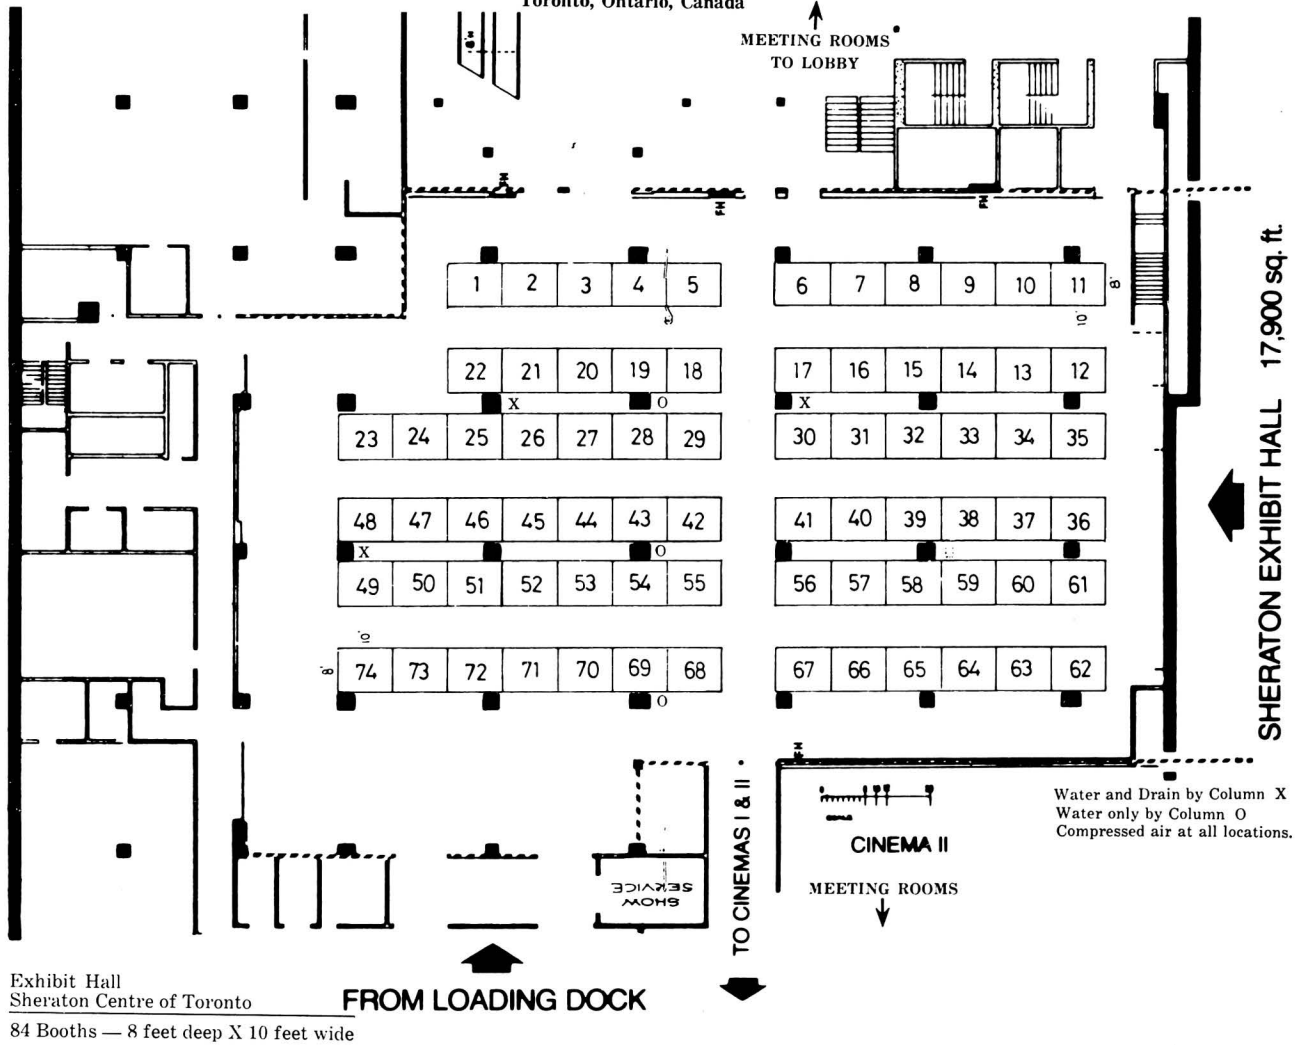 Toronto, Ontario, Canada
MEETING ROOMS
TO LOBBY
8'H
FH
FH
FH
1 2 3 4 5 6 7 8 9 10 11 8'
10'
22 21 20 19 18 17 16 15 14 13 12
X O X
23 24 25 26 27 28 29 30 31 32 33 34 35
48 47 46 45 44 43 42 41 40 39 38 37 36
X O
49 50 51 52 53 54 55 56 57 58 59 60 61
10'
8' 74 73 72 71 70 69 68 67 66 65 64 63 62
O
FH
SHERATON EXHIBIT HALL 17,900 sq. ft.
Water and Drain by Column X
Water only by Column O
Compressed air at all locations.
SCALE
CINEMA II
MEETING ROOMS
TO CINEMAS I & II
SHOW
SERVICE
FROM LOADING DOCK
Exhibit Hall
Sheraton Centre of Toronto
84 Booths — 8 feet deep X 10 feet wide